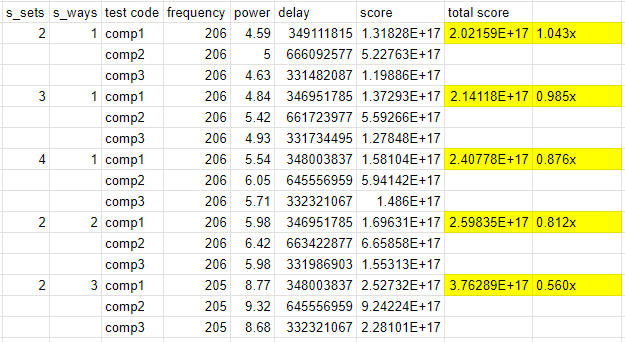 s_sets s_ways test code frequency power delay score total score
2 1 comp1 206 4.59 349111815 1.31828E+17 2.02159E+17 1.043x
comp2 206 5 666092577 5.22763E+17
comp3 206 4.63 331482087 1.19886E+17
3 1 comp1 206 4.84 346951785 1.37293E+17 2.14118E+17 0.985x
comp2 206 5.42 661723977 5.59266E+17
comp3 206 4.93 331734495 1.27848E+17
4 1 comp1 206 5.54 348003837 1.58104E+17 2.40778E+17 0.876x
comp2 206 6.05 645556959 5.94142E+17
comp3 206 5.71 332321067 1.486E+17
2 2 comp1 206 5.98 346951785 1.69631E+17 2.59835E+17 0.812x
comp2 206 6.42 663422877 6.65858E+17
comp3 206 5.98 331986903 1.55313E+17
2 3 comp1 205 8.77 348003837 2.52732E+17 3.76289E+17 0.560x
comp2 205 9.32 645556959 9.24224E+17
comp3 205 8.68 332321067 2.28101E+17